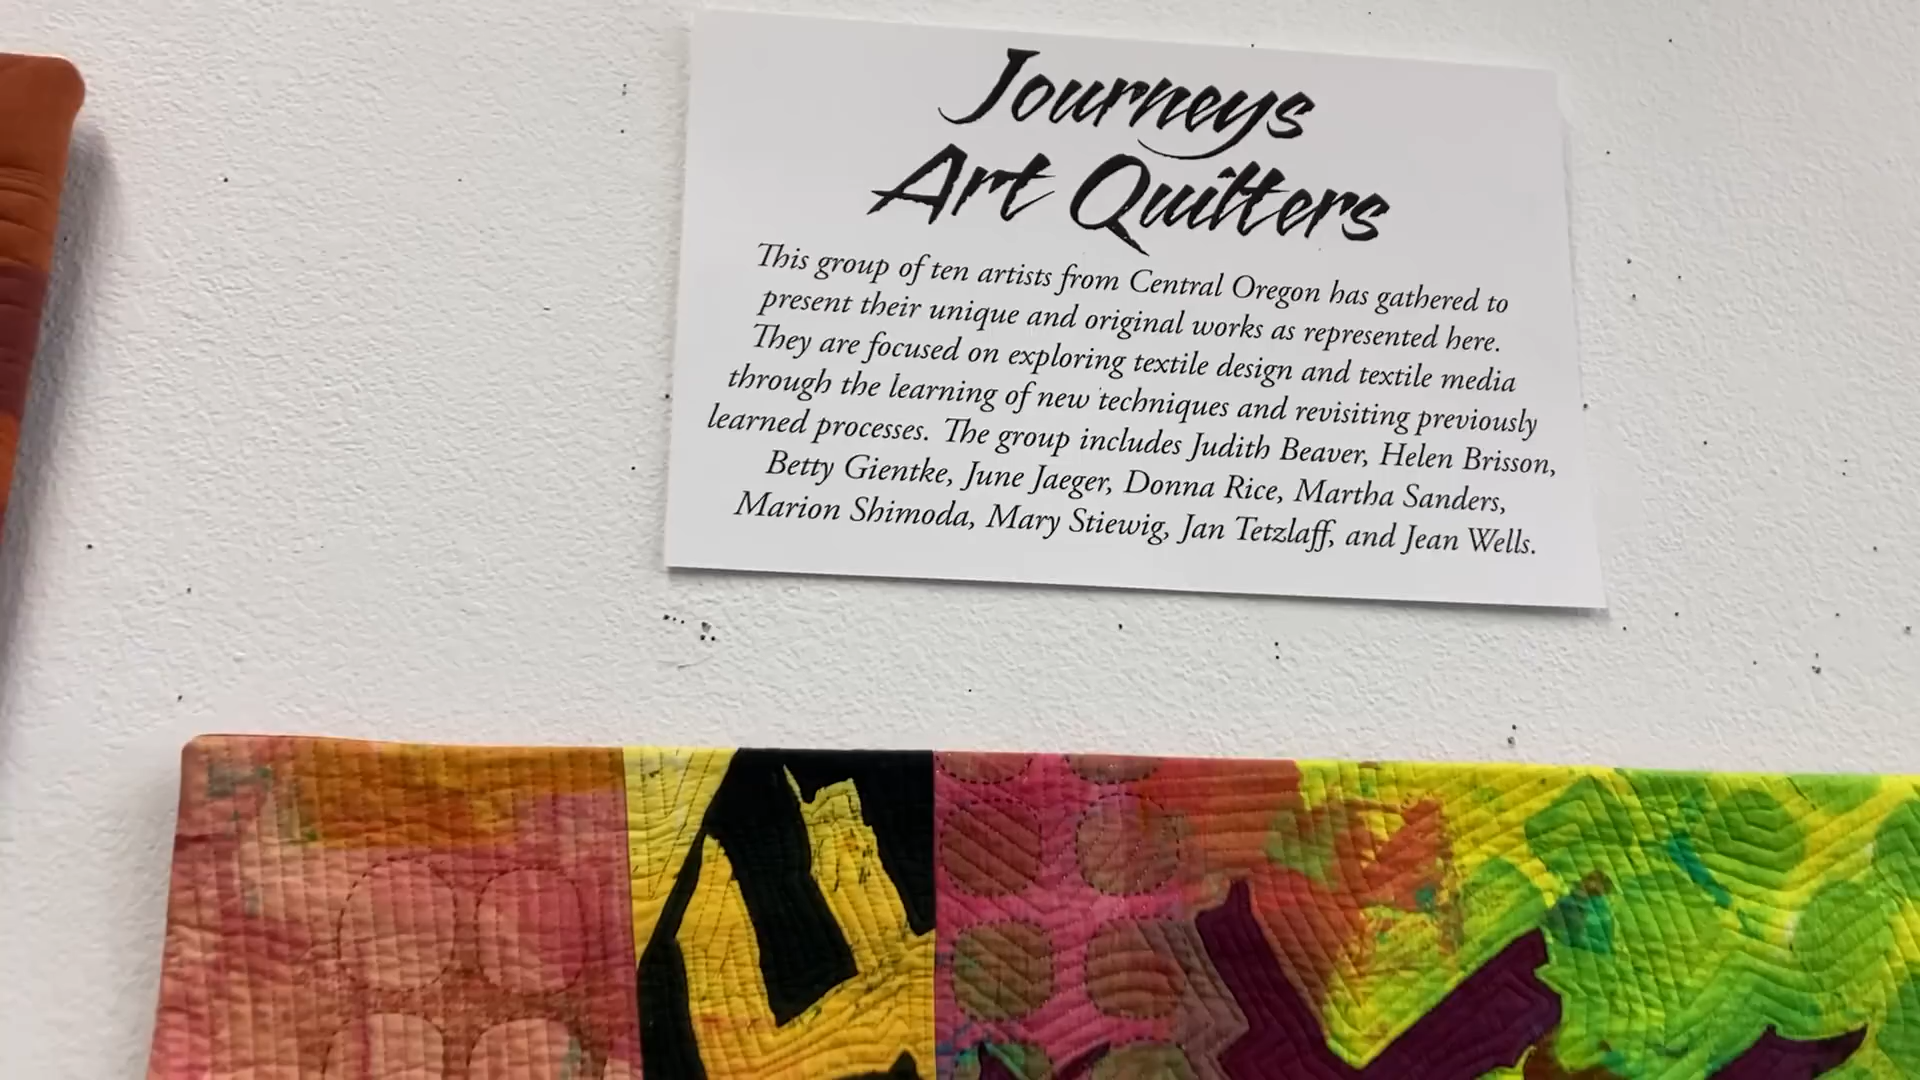 Journeys
Art Quilters
This group of ten artists from Central Oregon has gathered to
present their unique and original works as represented here.
They are focused on exploring textile design and textile media
through the learning of new techniques and revisiting previously
learned processes. The group includes Judith Beaver, Helen Brisson,
Betty Gientke, June Jaeger, Donna Rice, Martha Sanders,
Marion Shimoda, Mary Stiewig, Jan Tetzlaff, and Jean Wells.